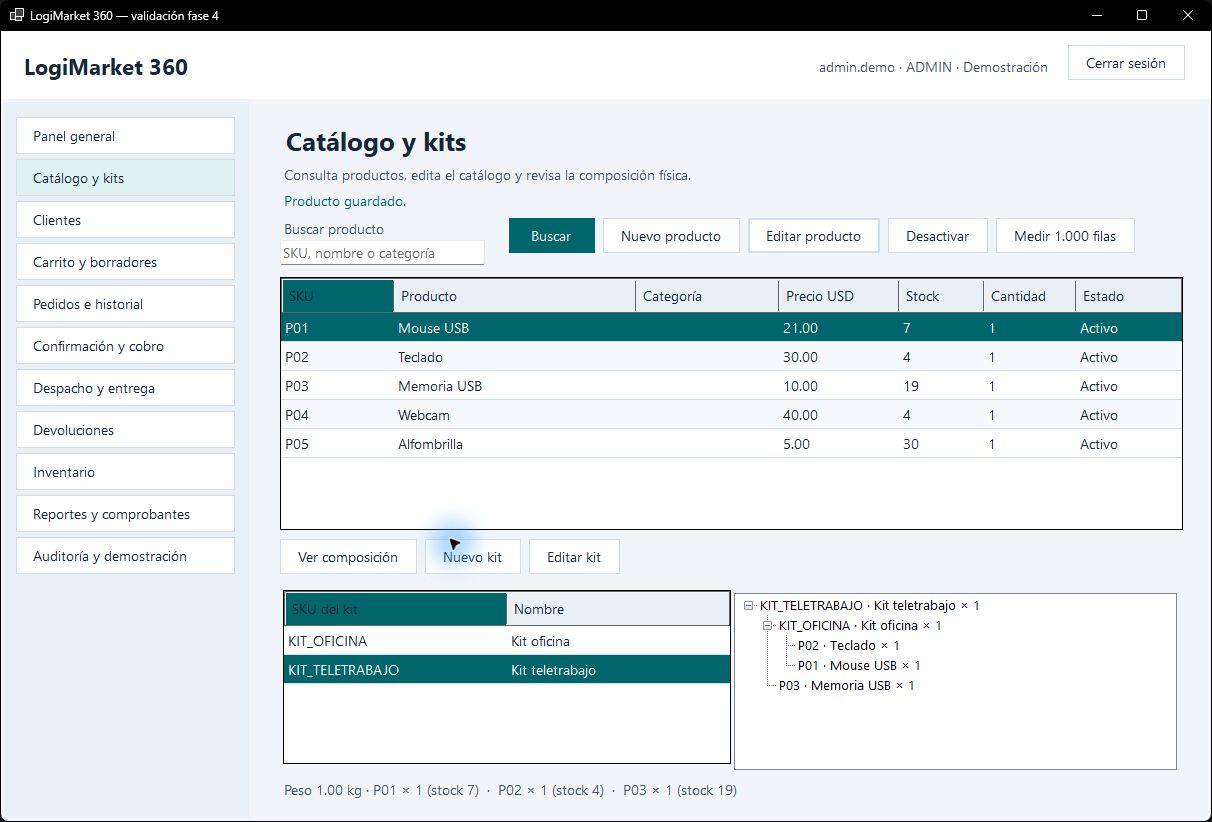 LogiMarket 360 — validación fase 4
LogiMarket 360
admin.demo · ADMIN · Demostración
Cerrar sesión
Panel general
Catálogo y kits
Clientes
Carrito y borradores
Pedidos e historial
Confirmación y cobro
Despacho y entrega
Devoluciones
Inventario
Reportes y comprobantes
Auditoría y demostración
Catálogo y kits
Consulta productos, edita el catálogo y revisa la composición física.
Producto guardado.
Buscar producto
SKU, nombre o categoría
Buscar
Nuevo producto
Editar producto
Desactivar
Medir 1.000 filas
SKU Producto Categoría Precio USD Stock Cantidad Estado
P01 Mouse USB 21.00 7 1 Activo
P02 Teclado 30.00 4 1 Activo
P03 Memoria USB 10.00 19 1 Activo
P04 Webcam 40.00 4 1 Activo
P05 Alfombrilla 5.00 30 1 Activo
Ver composición
Nuevo kit
Editar kit
SKU del kit Nombre
KIT_OFICINA Kit oficina
KIT_TELETRABAJO Kit teletrabajo
KIT_TELETRABAJO · Kit teletrabajo × 1
KIT_OFICINA · Kit oficina × 1
P02 · Teclado × 1
P01 · Mouse USB × 1
P03 · Memoria USB × 1
Peso 1.00 kg · P01 × 1 (stock 7) · P02 × 1 (stock 4) · P03 × 1 (stock 19)